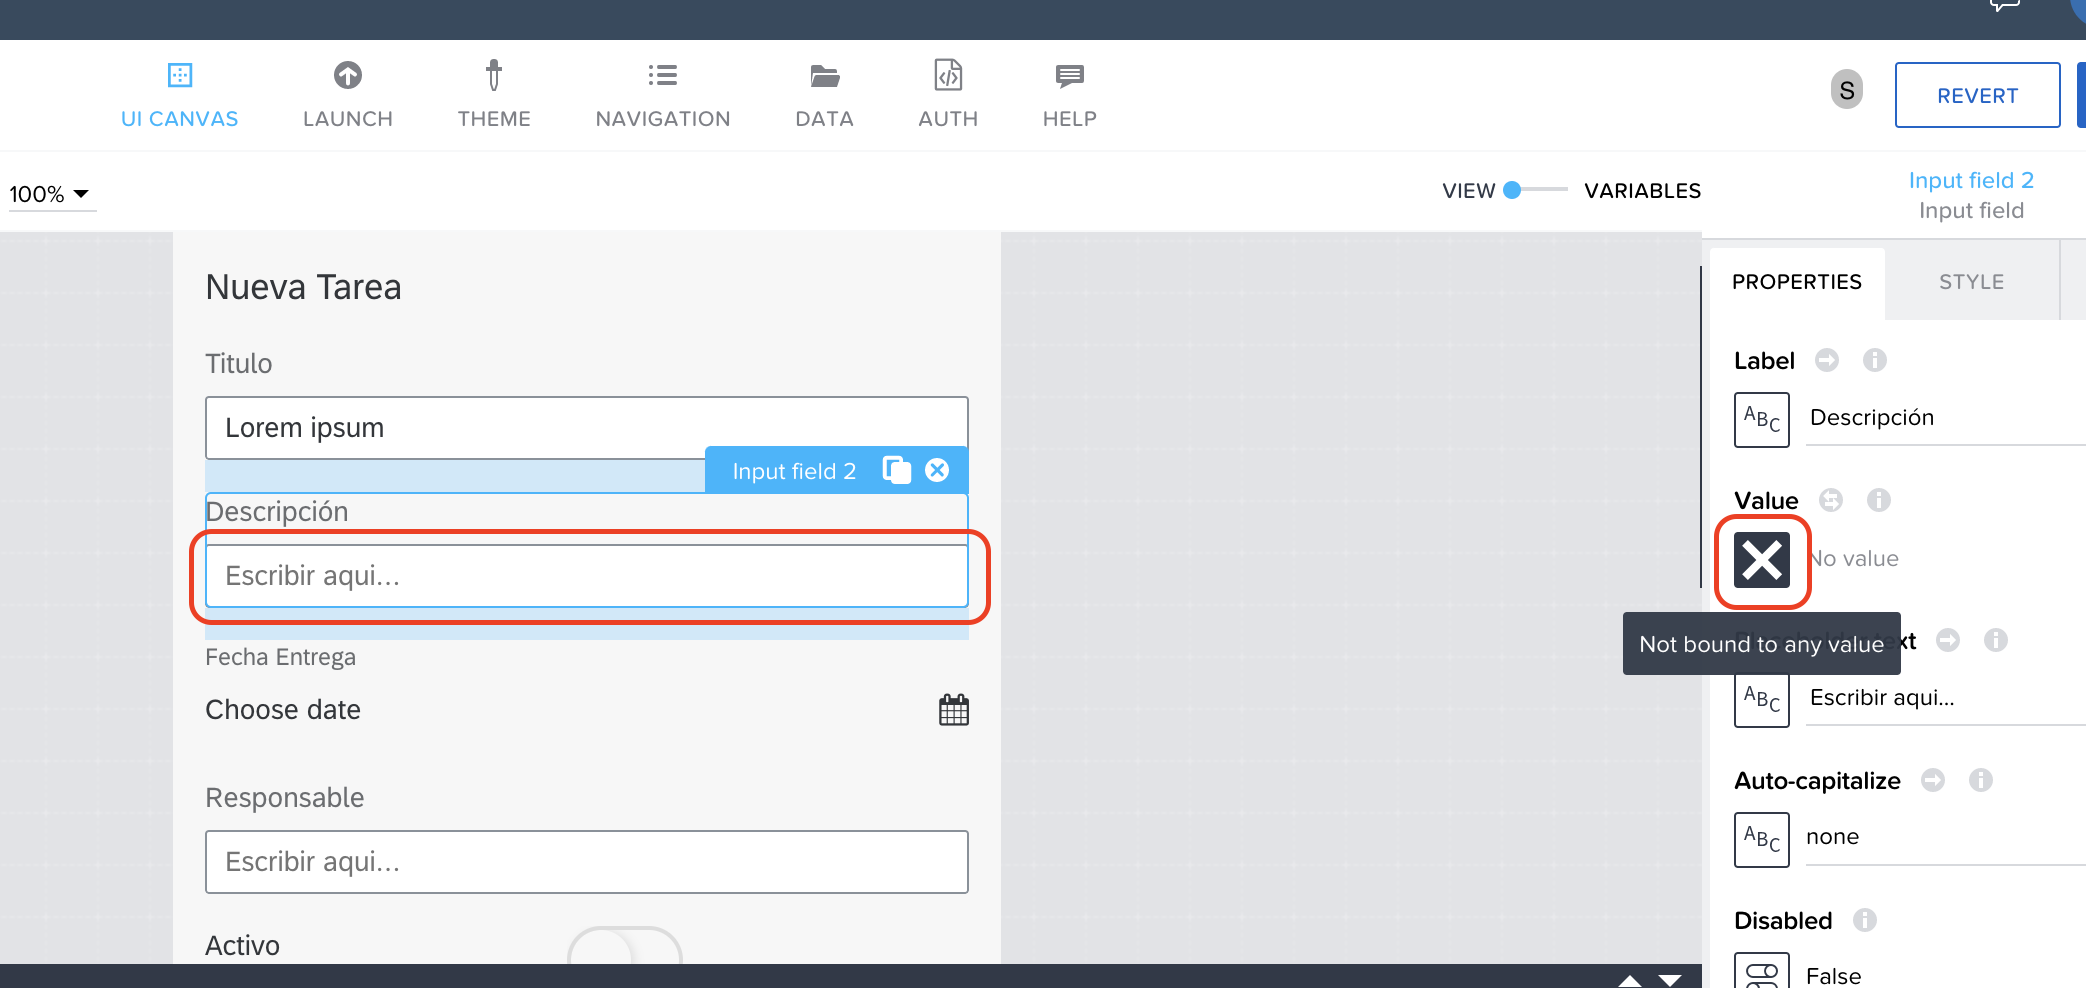 UI CANVAS
LAUNCH
THEME
NAVIGATION
DATA
AUTH
HELP
S
REVERT
100%
VIEW
VARIABLES
Input field 2
Input field
PROPERTIES
STYLE
Nueva Tarea
Titulo
Lorem ipsum
Input field 2
Descripción
Escribir aqui...
Fecha Entrega
Choose date
Responsable
Escribir aqui...
Activo
Label
ABC Descripción
Value
No value
Not bound to any value
ABC Escribir aqui...
Auto-capitalize
ABC none
Disabled
False